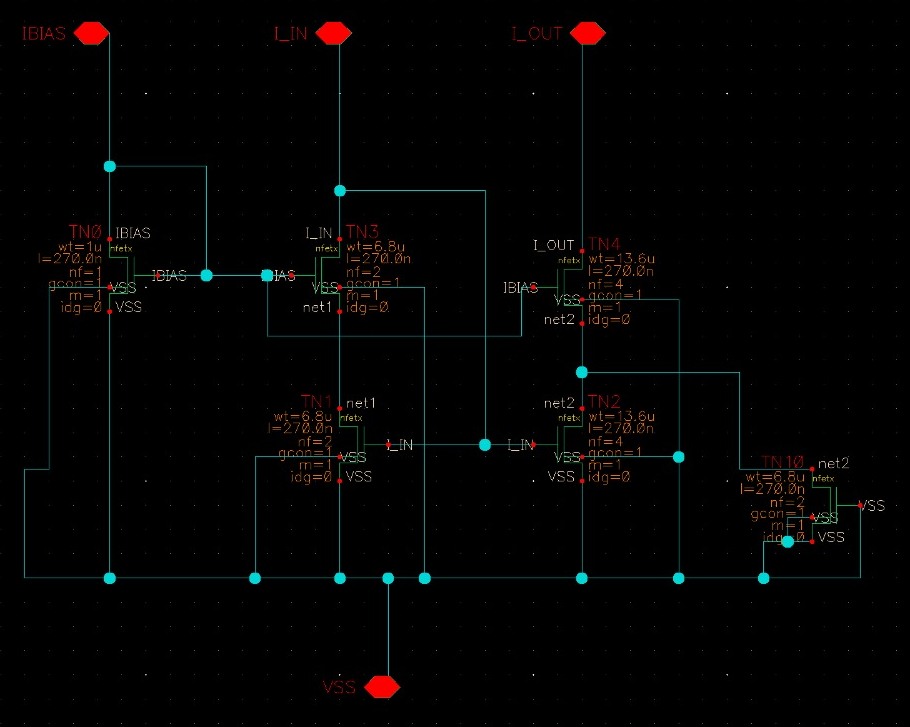 IBIAS
I_IN
I_OUT
TN0
IBIAS
nfetx
wt=1u
l=270.0n
nf=1
gcon=1
m=1
idg=0
VSS
VSS
IBIAS
TN3
I_IN
nfetx
wt=6.8u
l=270.0n
nf=2
gcon=1
m=1
idg=0
VSS
net1
TN4
I_OUT
nfetx
wt=13.6u
l=270.0n
nf=4
gcon=1
m=1
idg=0
IBIAS
VSS
net2
TN1
net1
nfetx
wt=6.8u
l=270.0n
nf=2
gcon=1
m=1
idg=0
VSS
VSS
I_IN
TN2
net2
nfetx
wt=13.6u
l=270.0n
nf=4
gcon=1
m=1
idg=0
I_IN
VSS
VSS
TN10
net2
nfetx
wt=6.8u
l=270.0n
nf=2
gcon=1
m=1
VSS
VSS
VSS
VSS